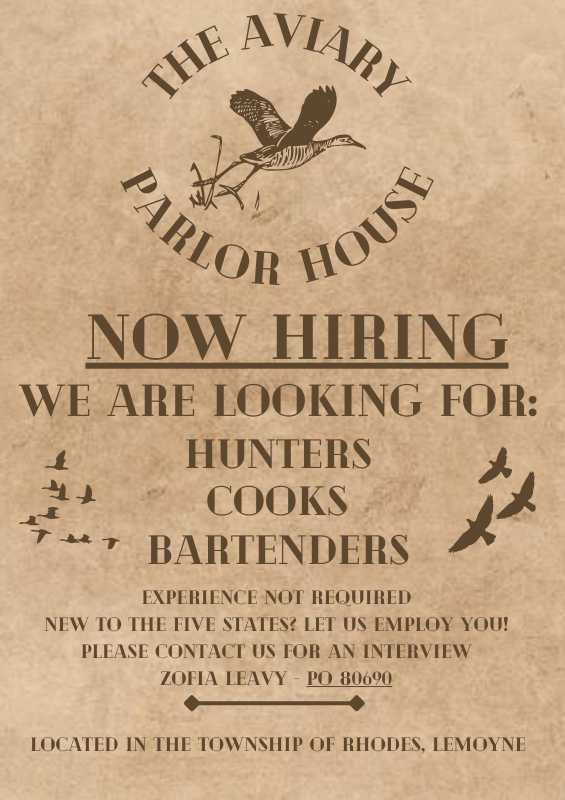 THE AVIARY
PARLOR HOUSE
NOW HIRING
WE ARE LOOKING FOR:
HUNTERS
COOKS
BARTENDERS
EXPERIENCE NOT REQUIRED
NEW TO THE FIVE STATES? LET US EMPLOY YOU!
PLEASE CONTACT US FOR AN INTERVIEW
ZOFIA LEAVY - PO 80690
LOCATED IN THE TOWNSHIP OF RHODES, LEMOYNE